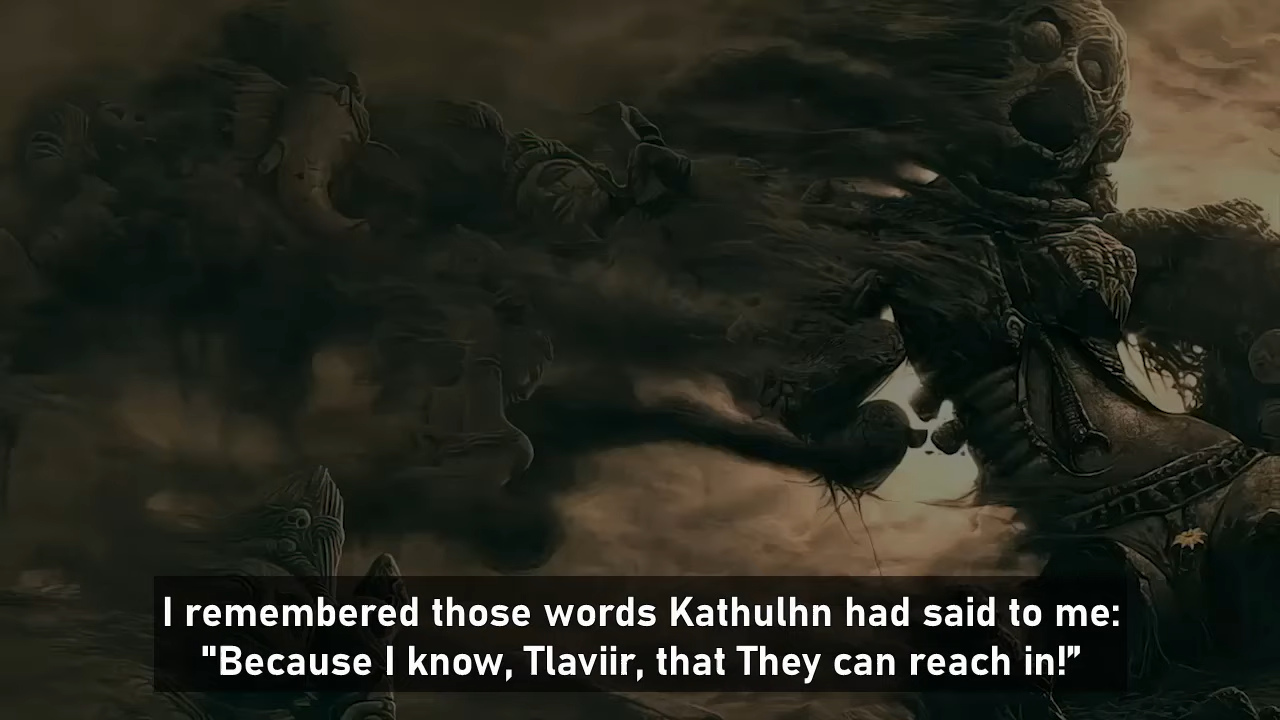 I remembered those words Kathulhn had said to me:
"Because I know, Tlaviir, that They can reach in!”